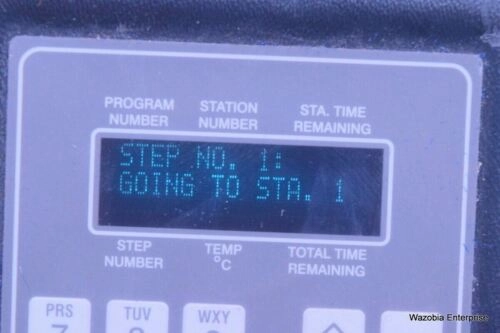 PROGRAM NUMBER
STATION NUMBER
STA. TIME REMAINING
STEP NO. 1:
GOING TO STA. 1
STEP NUMBER
TEMP °C
TOTAL TIME REMAINING
PRS
TUV
WXY
7
Wazobia Enterprise